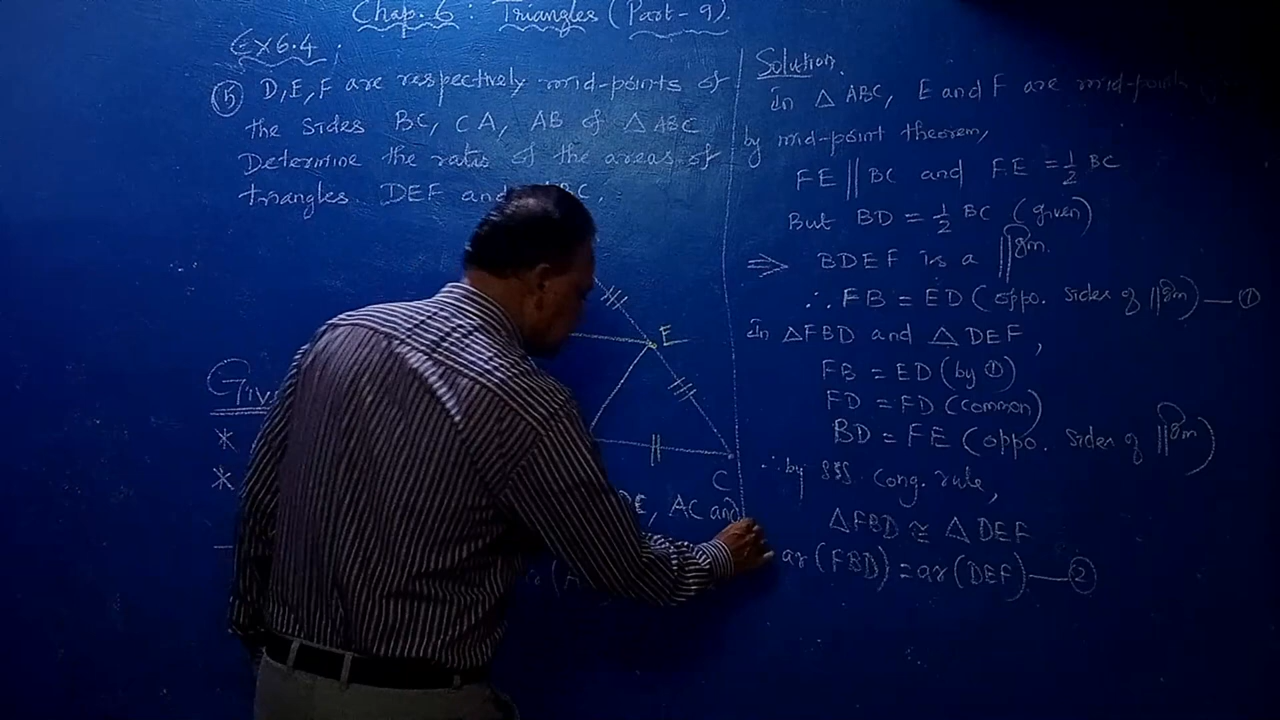 Chap. 6 : Triangles (Part - 9).
Ex 6.4 ;
⑤ D, E, F are respectively mid-points of
the sides BC, CA, AB of △ABC
Determine the ratio of the areas of
triangles DEF and ABC.
E
C
BC, AC and
Solution.
In △ ABC, E and F are mid-points
by mid-point theorem,
FE || BC and FE = 1/2 BC
But BD = 1/2 BC (given)
⇒ BDEF is a ||gm.
∴ FB = ED (oppo. sides of ||gm) — ①
In △FBD and △DEF,
FB = ED (by ①)
FD = FD (common)
BD = FE (oppo. sides of ||gm)
∴ by SSS cong. rule,
△FBD ≅ △DEF
ar (FBD) = ar (DEF) — ②